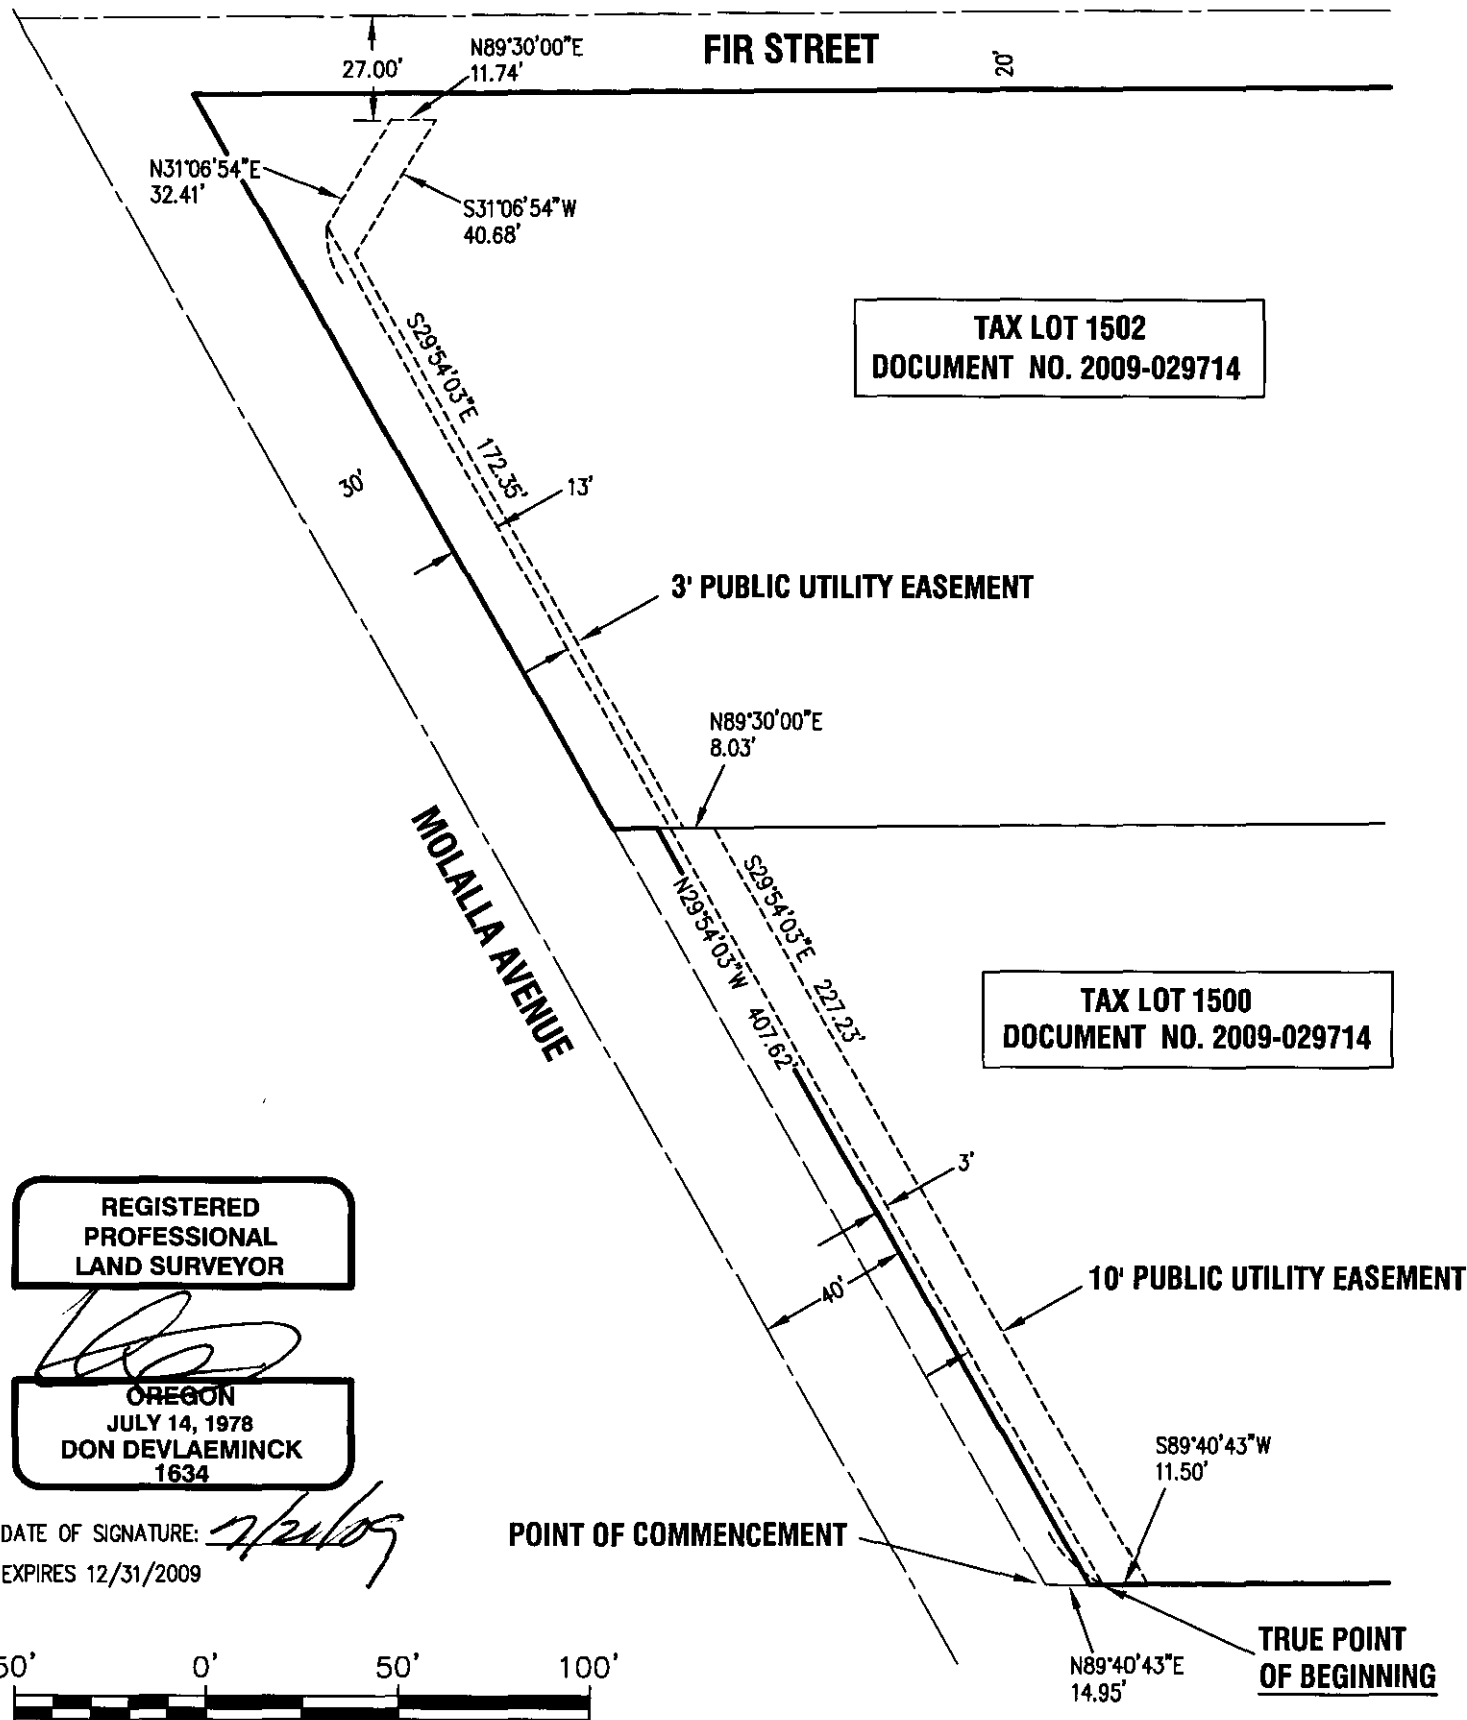 FIR STREET
20'
27.00'
N89°30'00"E
11.74'
N31°06'54"E
32.41'
S31°06'54"W
40.68'
TAX LOT 1502
DOCUMENT NO. 2009-029714
S29°54'03"E 172.35'
30'
13'
3' PUBLIC UTILITY EASEMENT
N89°30'00"E
8.03'
MOLALLA AVENUE
N29°54'03"W 407.62'
S29°54'03"E 227.23'
TAX LOT 1500
DOCUMENT NO. 2009-029714
3'
40'
10' PUBLIC UTILITY EASEMENT
REGISTERED
PROFESSIONAL
LAND SURVEYOR
OREGON
JULY 14, 1978
DON DEVLAEMINCK
1634
DATE OF SIGNATURE: 7/21/09
EXPIRES 12/31/2009
S89°40'43"W
11.50'
POINT OF COMMENCEMENT
TRUE POINT
OF BEGINNING
N89°40'43"E
14.95'
50' 0' 50' 100'